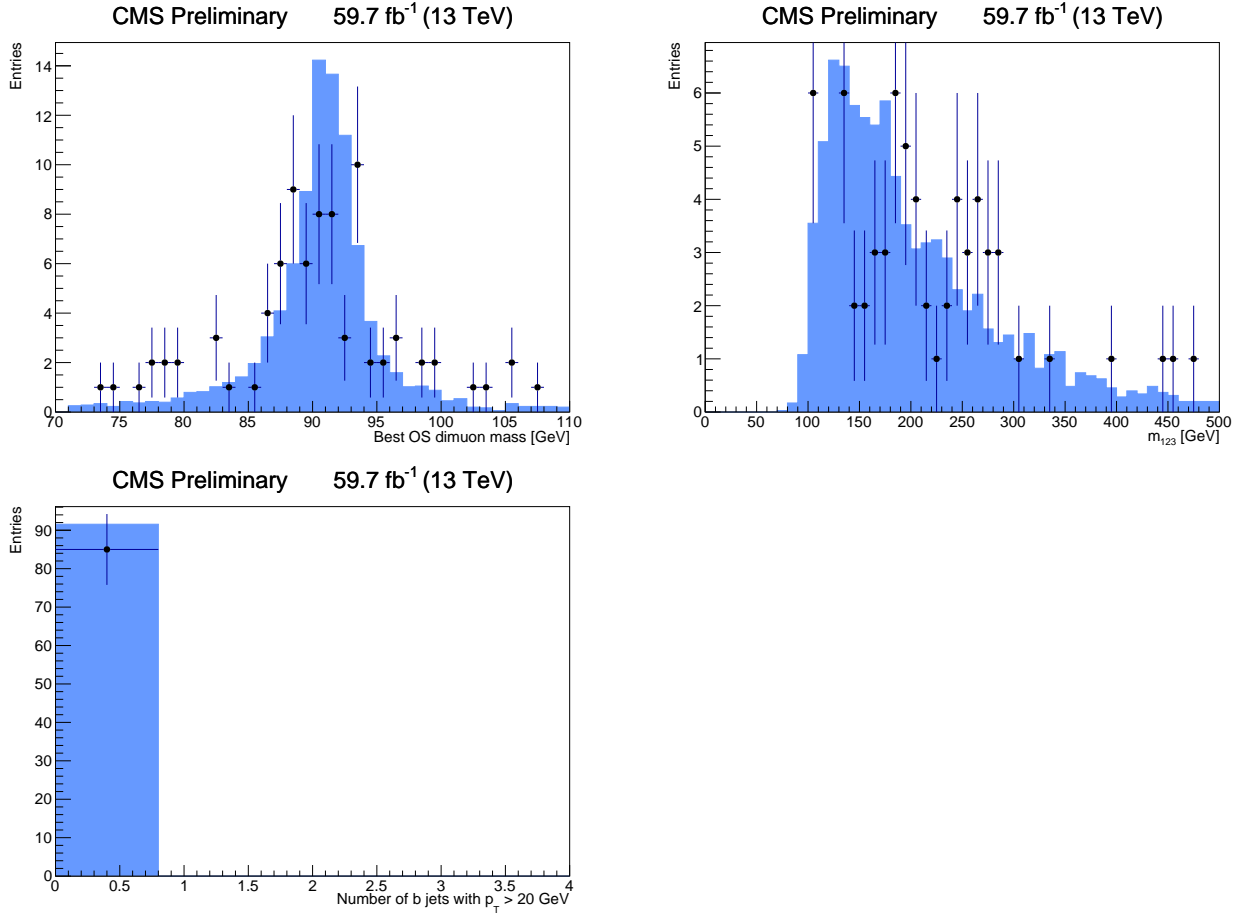 CMS Preliminary 59.7 fb⁻¹ (13 TeV)
Entries
14
12
10
8
6
4
2
0
70 75 80 85 90 95 100 105 110
Best OS dimuon mass [GeV]
CMS Preliminary 59.7 fb⁻¹ (13 TeV)
Entries
6
5
4
3
2
1
0
0 50 100 150 200 250 300 350 400 450 500
m₁₂₃ [GeV]
CMS Preliminary 59.7 fb⁻¹ (13 TeV)
Entries
90
80
70
60
50
40
30
20
10
0
0 0.5 1 1.5 2 2.5 3 3.5 4
Number of b jets with p_T > 20 GeV